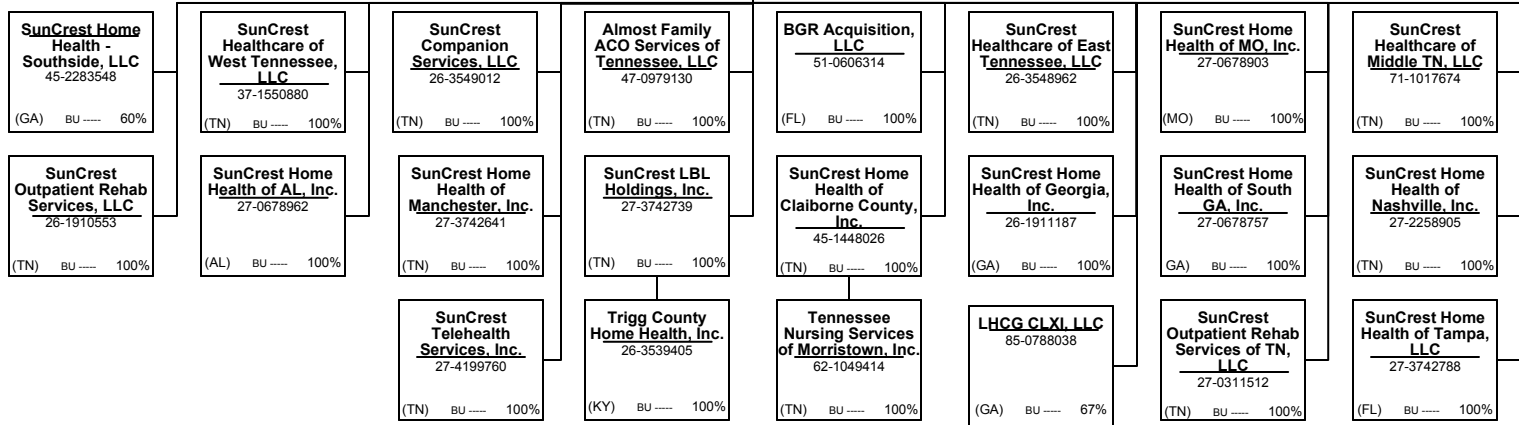 SunCrest Home
Health -
Southside, LLC
45-2283548
(GA) BU ----- 60%
SunCrest
Healthcare of
West Tennessee,
LLC
37-1550880
(TN) BU ----- 100%
SunCrest
Companion
Services, LLC
26-3549012
(TN) BU ----- 100%
Almost Family
ACO Services of
Tennessee, LLC
47-0979130
(TN) BU ----- 100%
BGR Acquisition,
LLC
51-0606314
(FL) BU ----- 100%
SunCrest
Healthcare of East
Tennessee, LLC
26-3548962
(TN) BU ----- 100%
SunCrest Home
Health of MO, Inc.
27-0678903
(MO) BU ----- 100%
SunCrest
Healthcare of
Middle TN, LLC
71-1017674
(TN) BU ----- 100%
SunCrest
Outpatient Rehab
Services, LLC
26-1910553
(TN) BU ----- 100%
SunCrest Home
Health of AL, Inc.
27-0678962
(AL) BU ----- 100%
SunCrest Home
Health of
Manchester, Inc.
27-3742641
(TN) BU ----- 100%
SunCrest LBL
Holdings, Inc.
27-3742739
(TN) BU ----- 100%
SunCrest Home
Health of
Claiborne County,
Inc.
45-1448026
(TN) BU ----- 100%
SunCrest Home
Health of Georgia,
Inc.
26-1911187
(GA) BU ----- 100%
SunCrest Home
Health of South
GA, Inc.
27-0678757
GA) BU ----- 100%
SunCrest Home
Health of
Nashville, Inc.
27-2258905
(TN) BU ----- 100%
SunCrest
Telehealth
Services, Inc.
27-4199760
(TN) BU ----- 100%
Trigg County
Home Health, Inc.
26-3539405
(KY) BU ----- 100%
Tennessee
Nursing Services
of Morristown, Inc.
62-1049414
(TN) BU ----- 100%
LHCG CLXI, LLC
85-0788038
(GA) BU ----- 67%
SunCrest
Outpatient Rehab
Services of TN,
LLC
27-0311512
(TN) BU ----- 100%
SunCrest Home
Health of Tampa,
LLC
27-3742788
(FL) BU ----- 100%